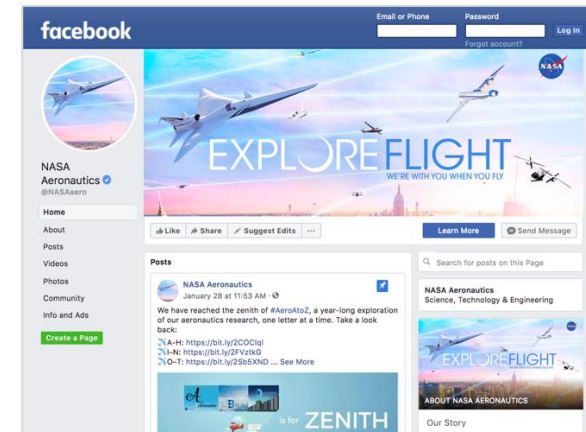 facebook
Email or Phone
Password
Log In
Forgot account?
NASA
EXPLORE FLIGHT
WE'RE WITH YOU WHEN YOU FLY
NASA
Aeronautics
@NASAaero
Home
About
Posts
Videos
Photos
Community
Info and Ads
Create a Page
Like
Share
Suggest Edits
...
Learn More
Send Message
Posts
NASA Aeronautics
January 28 at 11:53 AM ·
We have reached the zenith of #AeroAtoZ, a year-long exploration
of our aeronautics research, one letter at a time. Take a look
back:
A-H: https://bit.ly/2COClqI
I–N: https://bit.ly/2FVztkG
O–T: https://bit.ly/2Sb5XND ... See More
is for ZENITH
Search for posts on this Page
NASA Aeronautics
Science, Technology & Engineering
EXPLORE FLIGHT
ABOUT NASA AERONAUTICS
Our Story